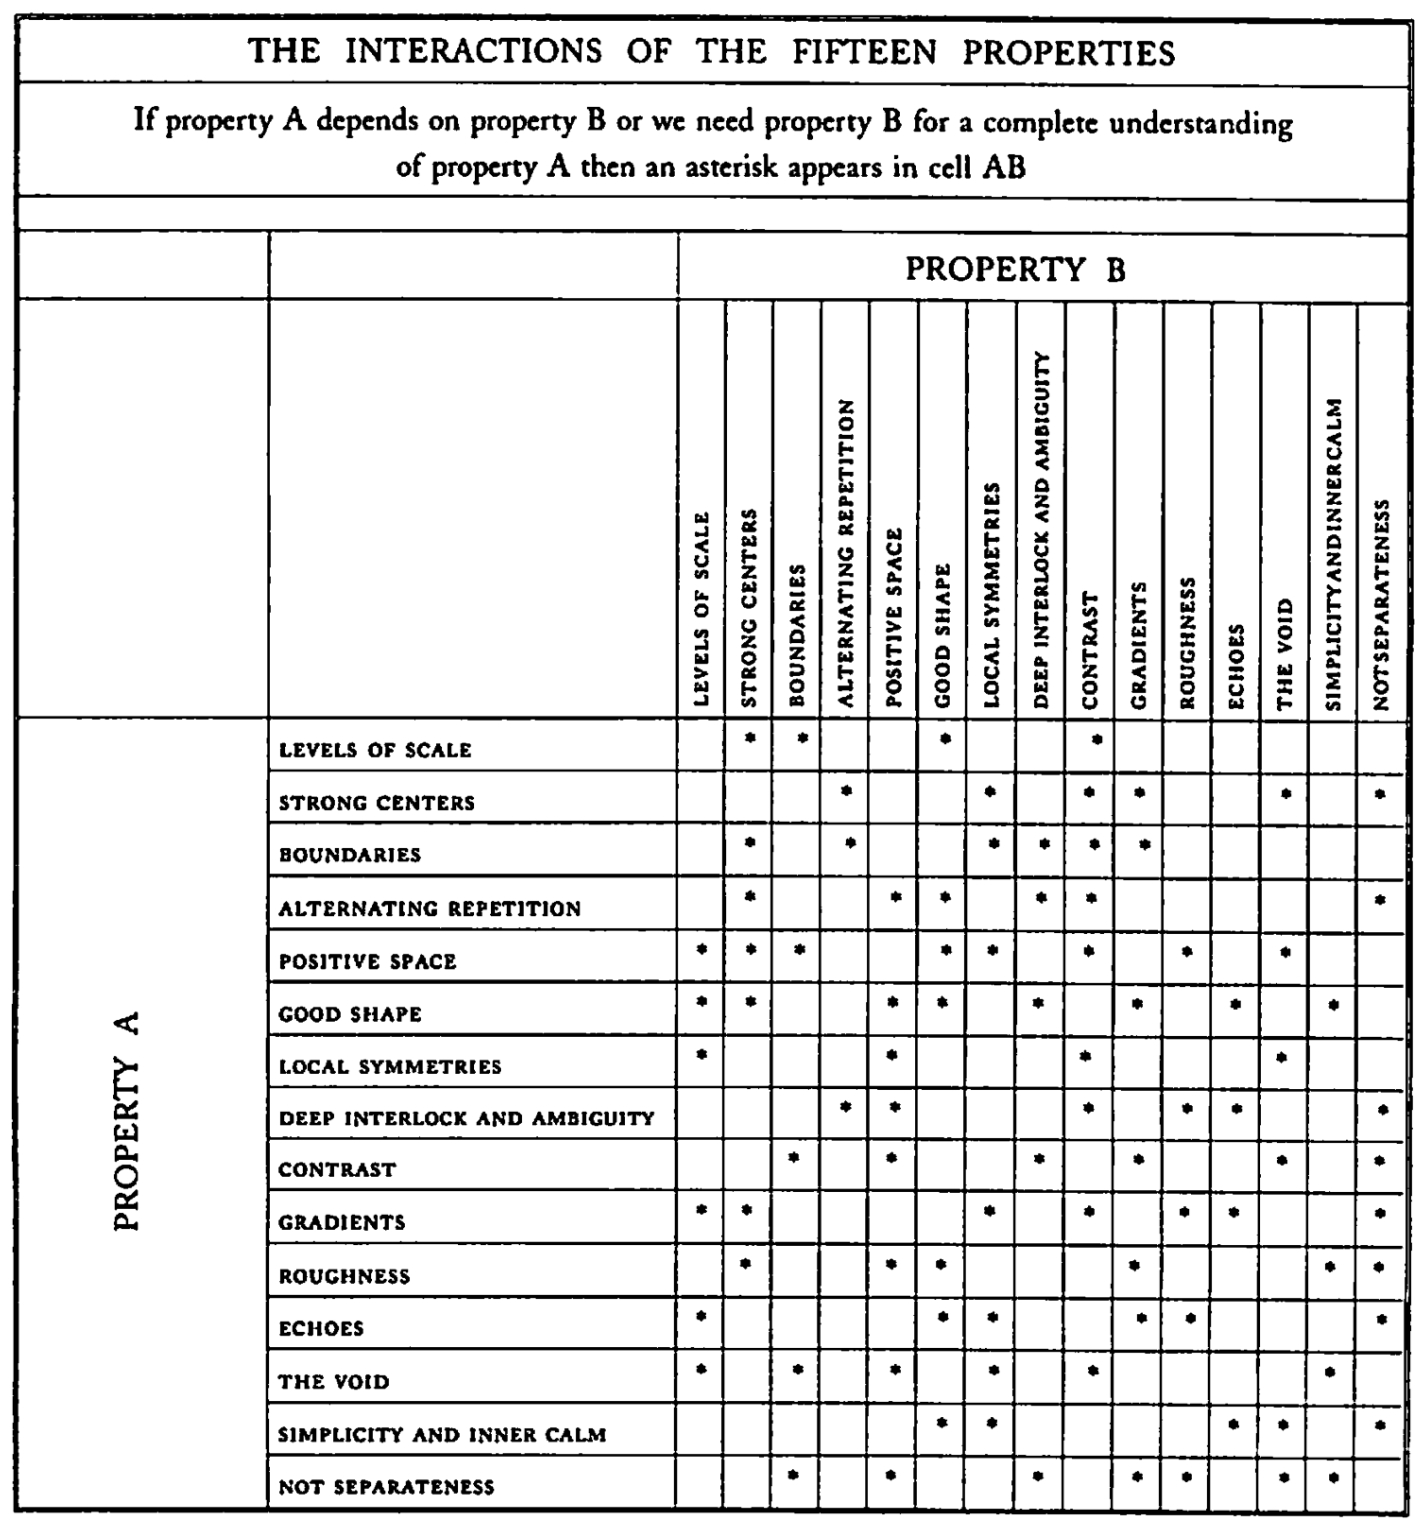 THE INTERACTIONS OF THE FIFTEEN PROPERTIES
If property A depends on property B or we need property B for a complete understanding
of property A then an asterisk appears in cell AB
PROPERTY B
LEVELS OF SCALE
STRONG CENTERS
BOUNDARIES
ALTERNATING REPETITION
POSITIVE SPACE
GOOD SHAPE
LOCAL SYMMETRIES
DEEP INTERLOCK AND AMBIGUITY
CONTRAST
GRADIENTS
ROUGHNESS
ECHOES
THE VOID
SIMPLICITYANDINNERCALM
NOTSEPARATENESS
PROPERTY A
LEVELS OF SCALE * * * *
STRONG CENTERS * * * * * *
BOUNDARIES * * * * * *
ALTERNATING REPETITION * * * * * *
POSITIVE SPACE * * * * * * * *
GOOD SHAPE * * * * * * * *
LOCAL SYMMETRIES * * * *
DEEP INTERLOCK AND AMBIGUITY * * * * * *
CONTRAST * * * * * *
GRADIENTS * * * * * * *
ROUGHNESS * * * * * *
ECHOES * * * * * *
THE VOID * * * * * *
SIMPLICITY AND INNER CALM * * * * *
NOT SEPARATENESS * * * * * * *